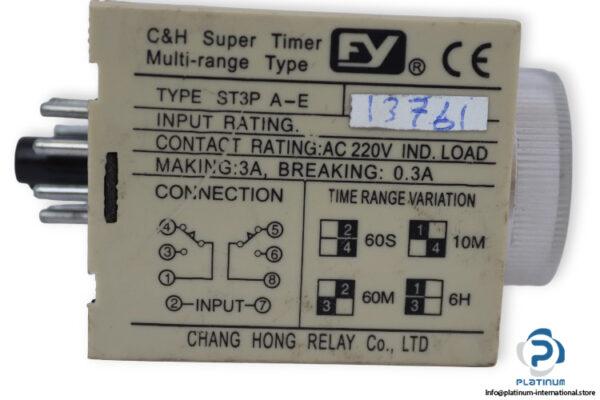 C&H Super Timer
Multi-range Type
FY ® CE
TYPE ST3P A-E
13761
INPUT RATING.
CONTACT RATING:AC 220V IND. LOAD
MAKING:3A, BREAKING: 0.3A
CONNECTION
TIME RANGE VARIATION
4 5
3 6
1 8
2 -INPUT- 7
2 4 60S
1 4 10M
2 3 60M
1 3 6H
CHANG HONG RELAY Co., LTD
PLATINUM
Info@platinum-international.store